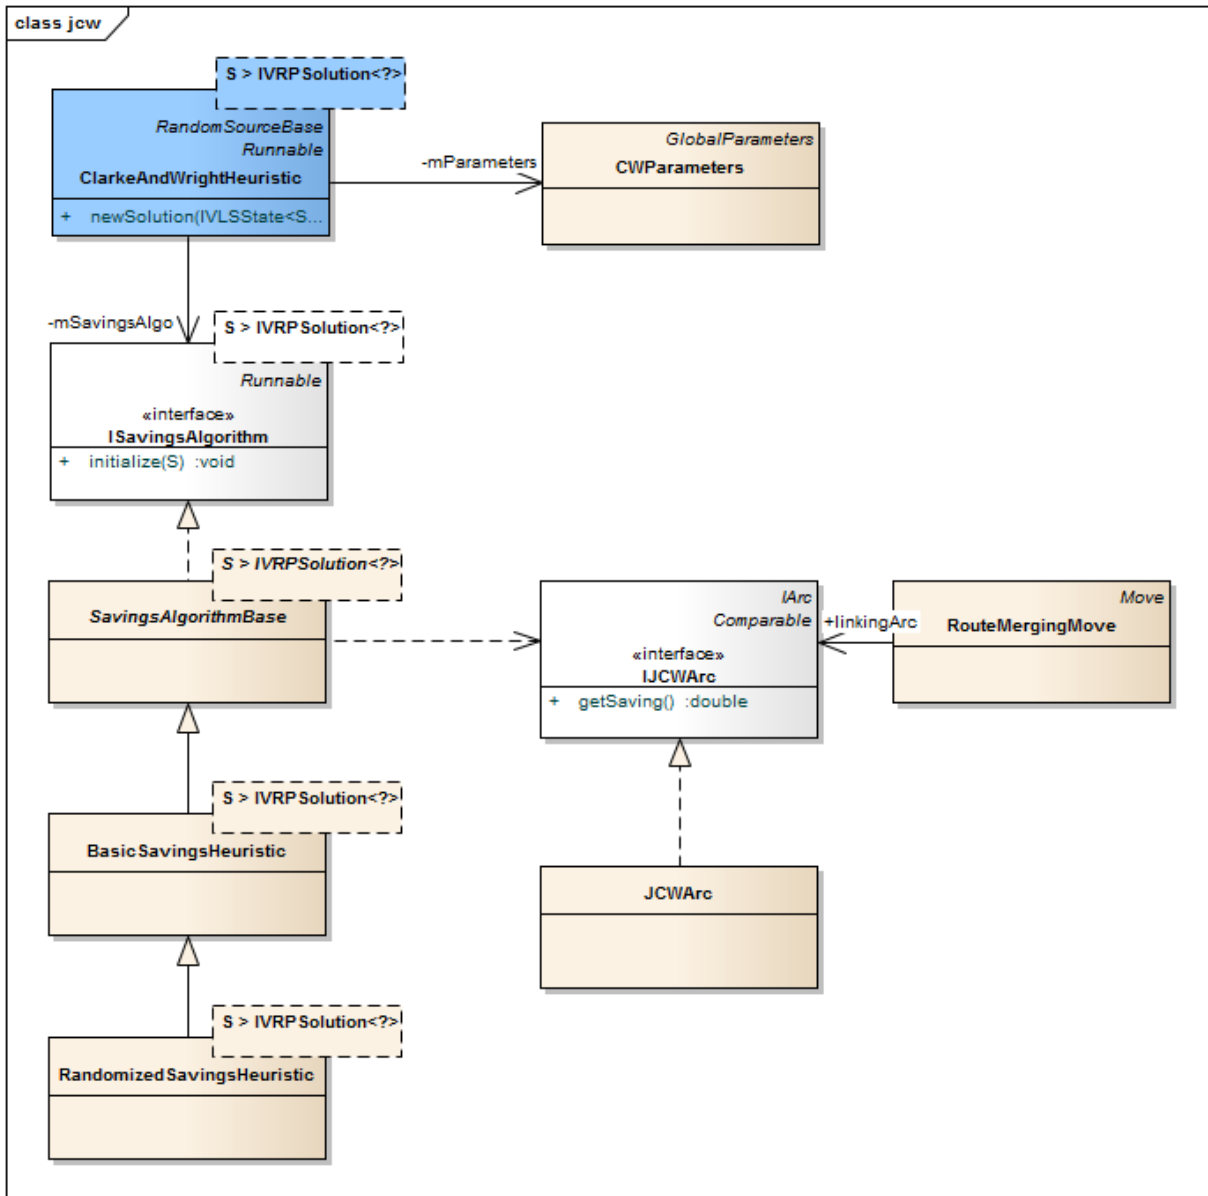 class jcw
S > IVRPSolution<?>
RandomSourceBase
Runnable
ClarkeAndWrightHeuristic
+ newSolution(IVLSState<S...
-mParameters
GlobalParameters
CWParameters
-mSavingsAlgo
S > IVRPSolution<?>
Runnable
«interface»
ISavingsAlgorithm
+ initialize(S) :void
S > IVRPSolution<?>
SavingsAlgorithmBase
IArc
Comparable
«interface»
IJCWArc
+ getSaving() :double
+linkingArc
Move
RouteMergingMove
S > IVRPSolution<?>
BasicSavingsHeuristic
JCWArc
S > IVRPSolution<?>
RandomizedSavingsHeuristic